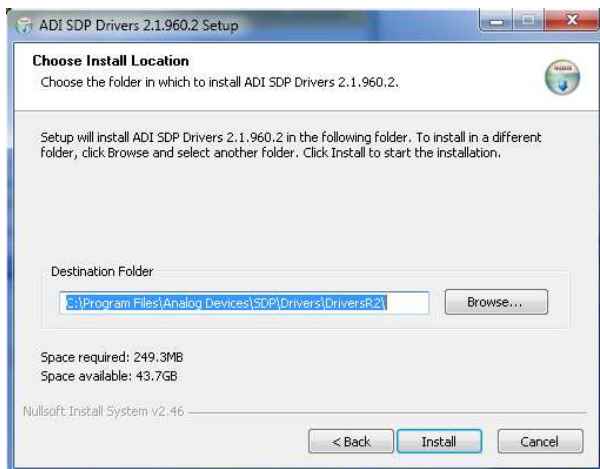 ADI SDP Drivers 2.1.960.2 Setup
Choose Install Location
Choose the folder in which to install ADI SDP Drivers 2.1.960.2.
Setup will install ADI SDP Drivers 2.1.960.2 in the following folder. To install in a different
folder, click Browse and select another folder. Click Install to start the installation.
Destination Folder
C:\Program Files\Analog Devices\SDP\Drivers\DriversR2\
Browse...
Space required: 249.3MB
Space available: 43.7GB
Nullsoft Install System v2.46
< Back Install Cancel